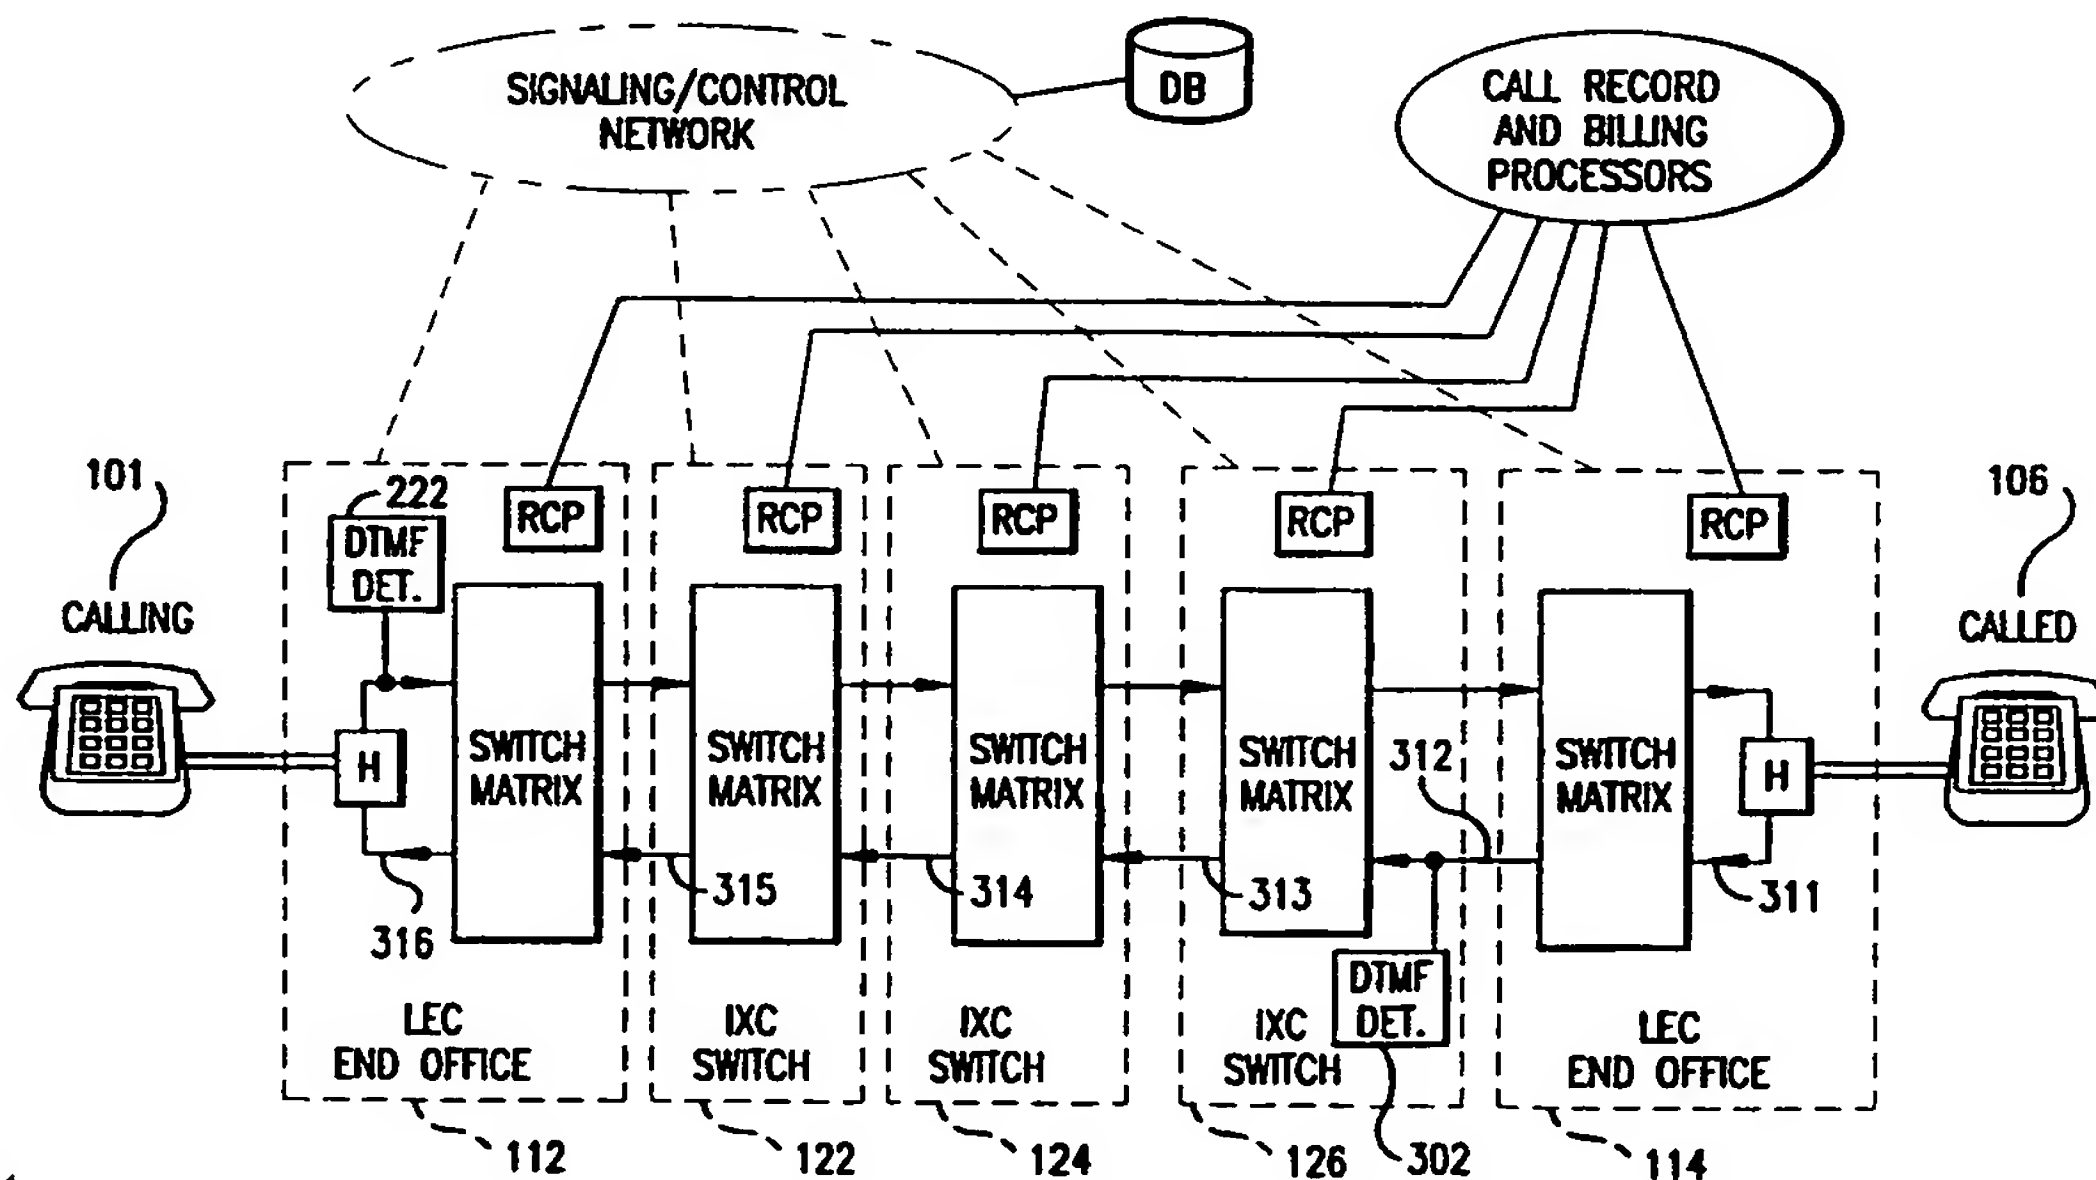 SIGNALING/CONTROL
NETWORK
DB
CALL RECORD
AND BILLING
PROCESSORS
101
CALLING
222
DTMF
DET.
RCP
RCP
RCP
RCP
RCP
106
CALLED
H
SWITCH
MATRIX
SWITCH
MATRIX
SWITCH
MATRIX
SWITCH
MATRIX
312
SWITCH
MATRIX
H
316
315
314
313
311
DTMF
DET.
LEC
END OFFICE
IXC
SWITCH
IXC
SWITCH
IXC
SWITCH
LEC
END OFFICE
112
122
124
126
302
114